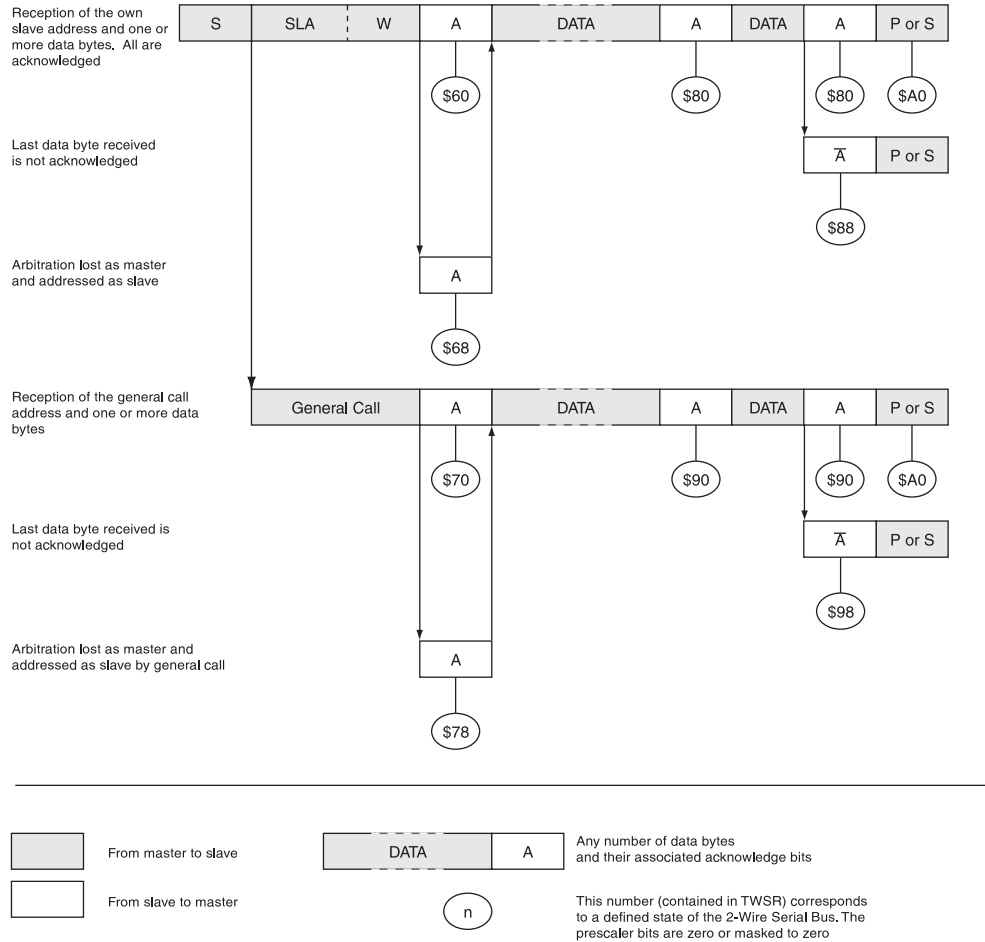 Reception of the own
slave address and one or
more data bytes. All are
acknowledged
S SLA W A DATA A DATA A P or S
$60 $80 $80 $A0
Last data byte received
is not acknowledged
A̅ P or S
$88
Arbitration lost as master
and addressed as slave
A
$68
Reception of the general call
address and one or more data
bytes
General Call A DATA A DATA A P or S
$70 $90 $90 $A0
Last data byte received is
not acknowledged
A̅ P or S
$98
Arbitration lost as master and
addressed as slave by general call
A
$78
From master to slave
DATA A
Any number of data bytes
and their associated acknowledge bits
From slave to master
n
This number (contained in TWSR) corresponds
to a defined state of the 2-Wire Serial Bus. The
prescaler bits are zero or masked to zero